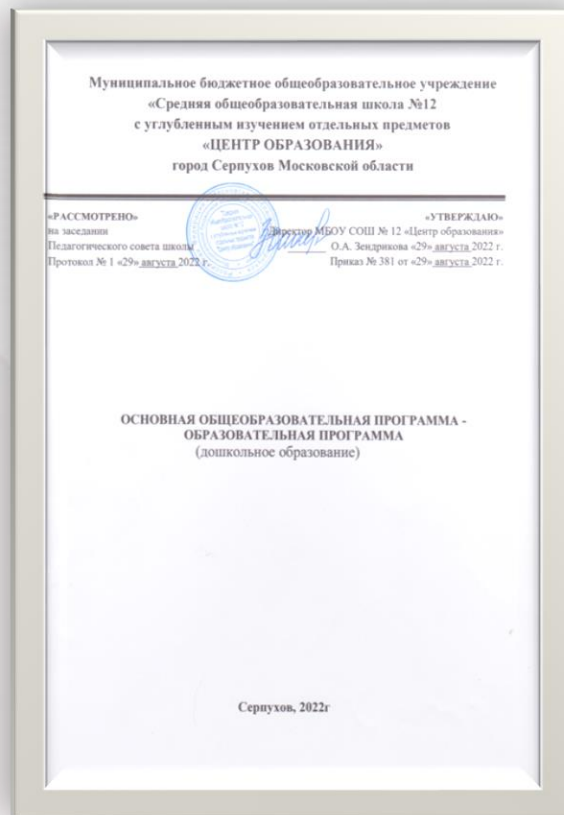 Муниципальное бюджетное общеобразовательное учреждение
«Средняя общеобразовательная школа №12
с углубленным изучением отдельных предметов
«ЦЕНТР ОБРАЗОВАНИЯ»
город Серпухов Московской области
«РАССМОТРЕНО»
на заседании
Педагогического совета школы
Протокол № 1 «29» августа 2022 г.
«УТВЕРЖДАЮ»
Директор МБОУ СОШ № 12 «Центр образования»
О.А. Зендрикова «29» августа 2022 г.
Приказ № 381 от «29» августа 2022 г.
ОСНОВНАЯ ОБЩЕОБРАЗОВАТЕЛЬНАЯ ПРОГРАММА -
ОБРАЗОВАТЕЛЬНАЯ ПРОГРАММА
(дошкольное образование)
Серпухов, 2022г